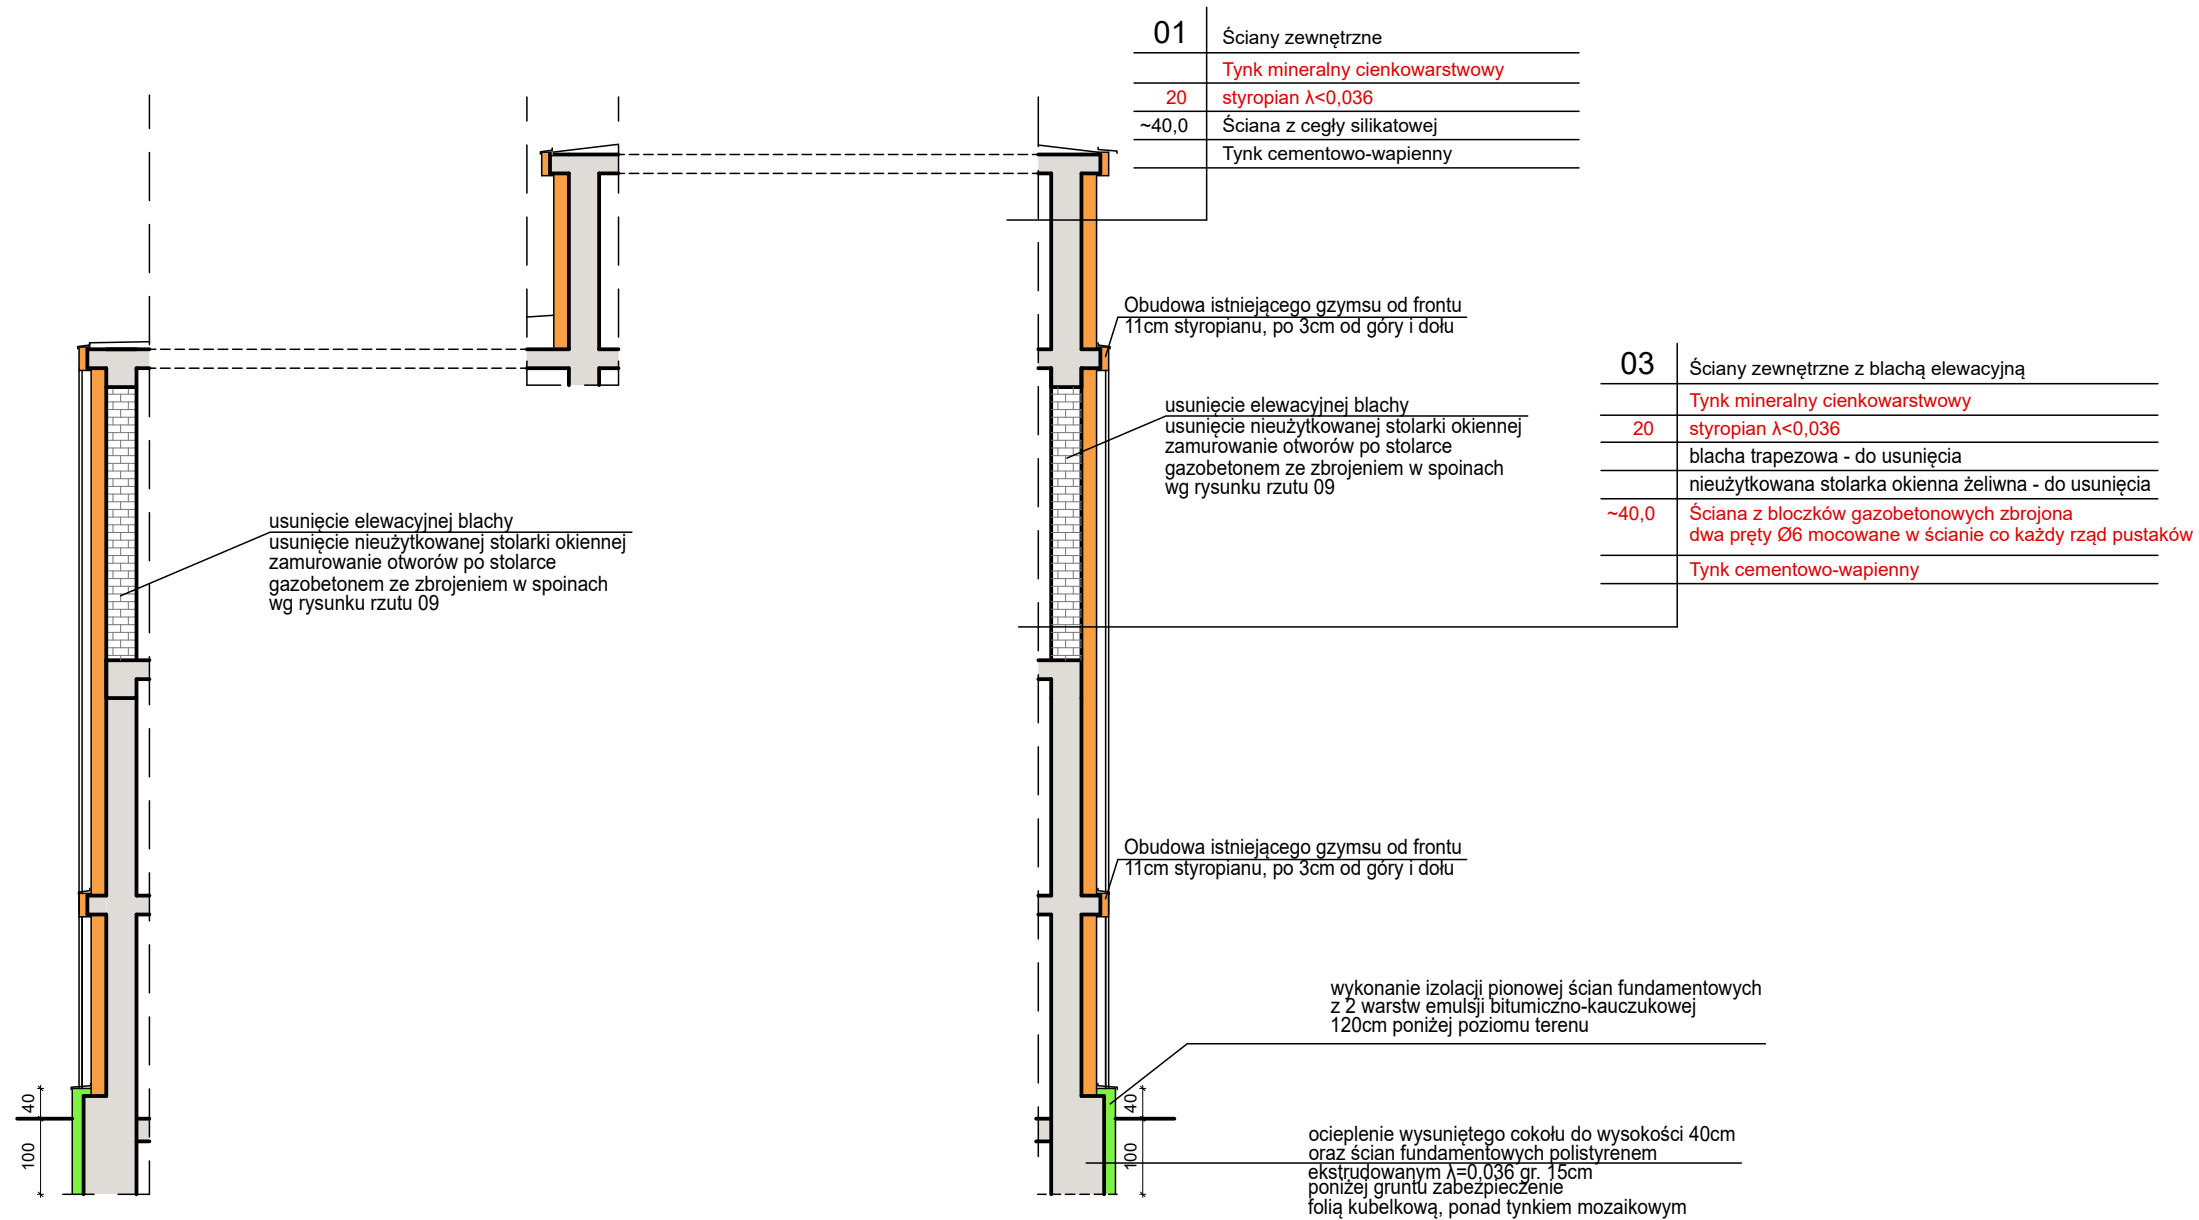 01 Ściany zewnętrzne
Tynk mineralny cienkowarstwowy
20 styropian λ<0,036
~40,0 Ściana z cegły silikatowej
Tynk cementowo-wapienny
Obudowa istniejącego gzymsu od frontu
11cm styropianu, po 3cm od góry i dołu
03 Ściany zewnętrzne z blachą elewacyjną
Tynk mineralny cienkowarstwowy
20 styropian λ<0,036
blacha trapezowa - do usunięcia
nieużytkowana stolarka okienna żeliwna - do usunięcia
~40,0 Ściana z bloczków gazobetonowych zbrojona
dwa pręty Ø6 mocowane w ścianie co każdy rząd pustaków
Tynk cementowo-wapienny
usunięcie elewacyjnej blachy
usunięcie nieużytkowanej stolarki okiennej
zamurowanie otworów po stolarce
gazobetonem ze zbrojeniem w spoinach
wg rysunku rzutu 09
usunięcie elewacyjnej blachy
usunięcie nieużytkowanej stolarki okiennej
zamurowanie otworów po stolarce
gazobetonem ze zbrojeniem w spoinach
wg rysunku rzutu 09
Obudowa istniejącego gzymsu od frontu
11cm styropianu, po 3cm od góry i dołu
wykonanie izolacji pionowej ścian fundamentowych
z 2 warstw emulsji bitumiczno-kauczukowej
120cm poniżej poziomu terenu
40
100
40
100
ocieplenie wysuniętego cokołu do wysokości 40cm
oraz ścian fundamentowych polistyrenem
ekstrudowanym λ=0,036 gr. 15cm
poniżej gruntu zabezpieczenie
folią kubelkową, ponad tynkiem mozaikowym